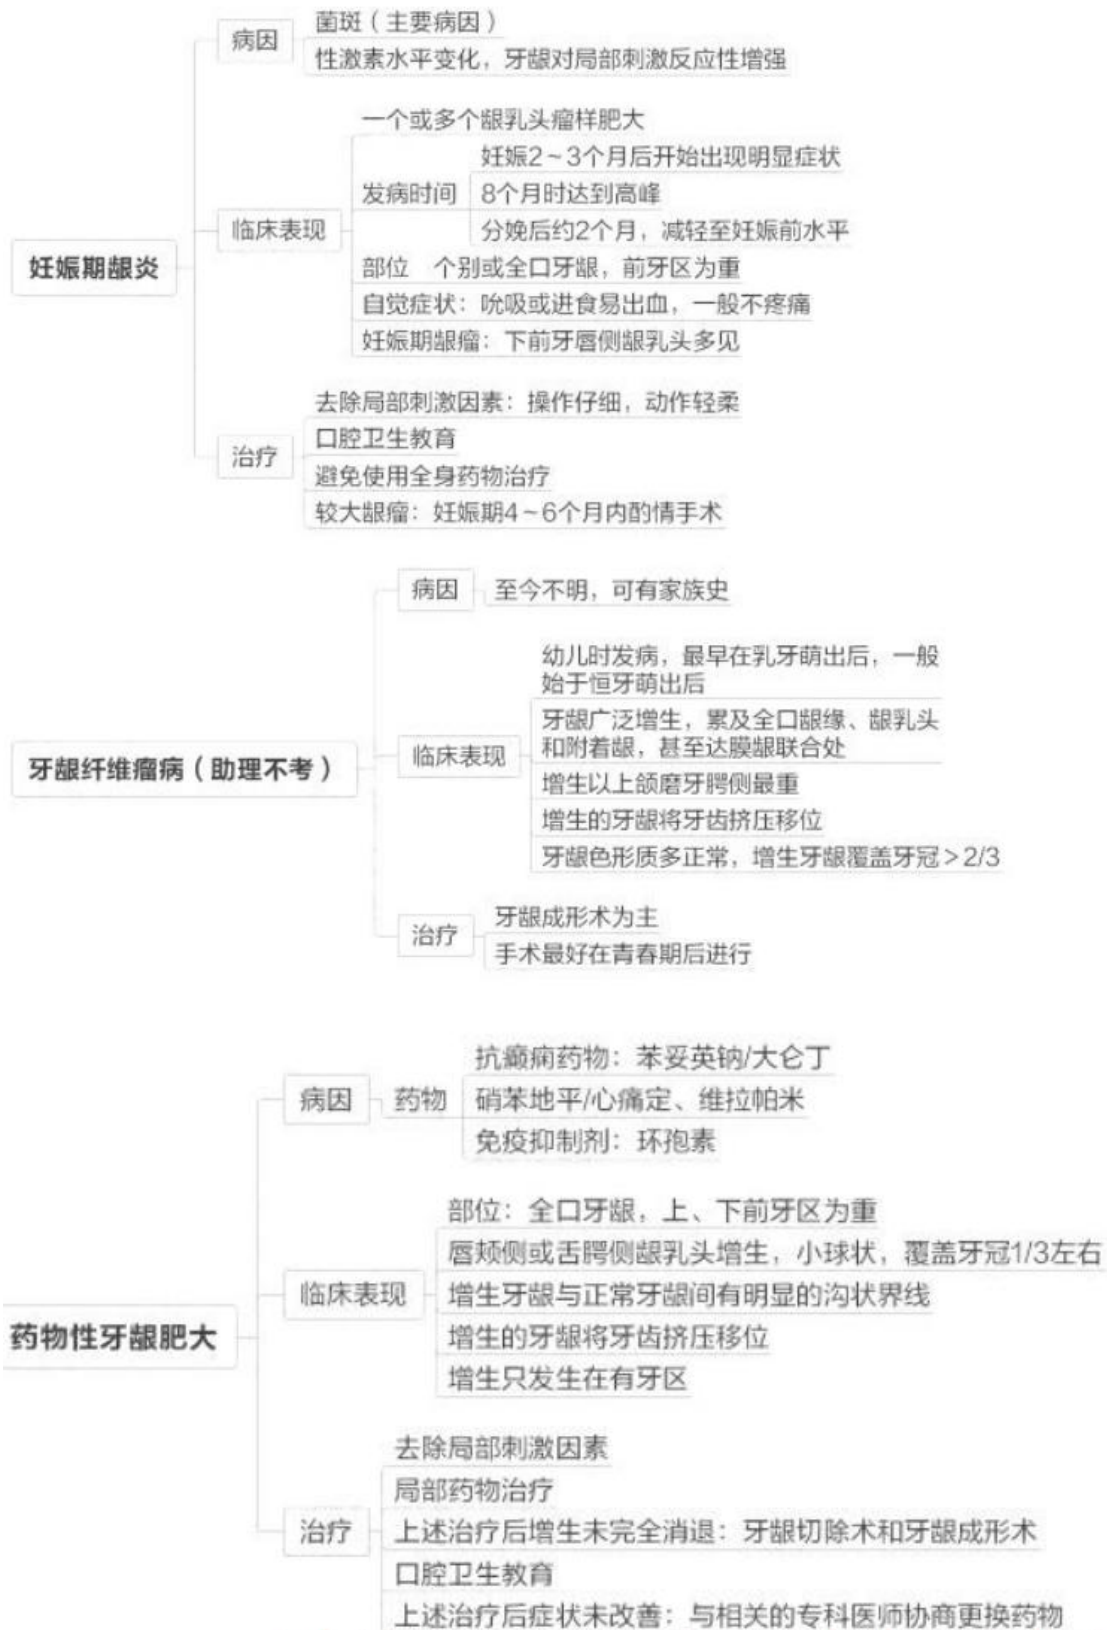 妊娠期龈炎
病因
菌斑（主要病因）
性激素水平变化，牙龈对局部刺激反应性增强
临床表现
一个或多个龈乳头瘤样肥大
发病时间
妊娠2~3个月后开始出现明显症状
8个月时达到高峰
分娩后约2个月，减轻至妊娠前水平
部位 个别或全口牙龈，前牙区为重
自觉症状：吮吸或进食易出血，一般不疼痛
妊娠期龈瘤：下前牙唇侧龈乳头多见
治疗
去除局部刺激因素：操作仔细，动作轻柔
口腔卫生教育
避免使用全身药物治疗
较大龈瘤：妊娠期4~6个月内酌情手术
牙龈纤维瘤病（助理不考）
病因
至今不明，可有家族史
临床表现
幼儿时发病，最早在乳牙萌出后，一般
始于恒牙萌出后
牙龈广泛增生，累及全口龈缘、龈乳头
和附着龈，甚至达膜龈联合处
增生以上颌磨牙腭侧最重
增生的牙龈将牙齿挤压移位
牙龈色形质多正常，增生牙龈覆盖牙冠>2/3
治疗
牙龈成形术为主
手术最好在青春期后进行
药物性牙龈肥大
病因
药物
抗癫痫药物：苯妥英钠/大仑丁
硝苯地平/心痛定、维拉帕米
免疫抑制剂：环孢素
临床表现
部位：全口牙龈，上、下前牙区为重
唇颊侧或舌腭侧龈乳头增生，小球状，覆盖牙冠1/3左右
增生牙龈与正常牙龈间有明显的沟状界线
增生的牙龈将牙齿挤压移位
增生只发生在有牙区
治疗
去除局部刺激因素
局部药物治疗
上述治疗后增生未完全消退：牙龈切除术和牙龈成形术
口腔卫生教育
上述治疗后症状未改善：与相关的专科医师协商更换药物